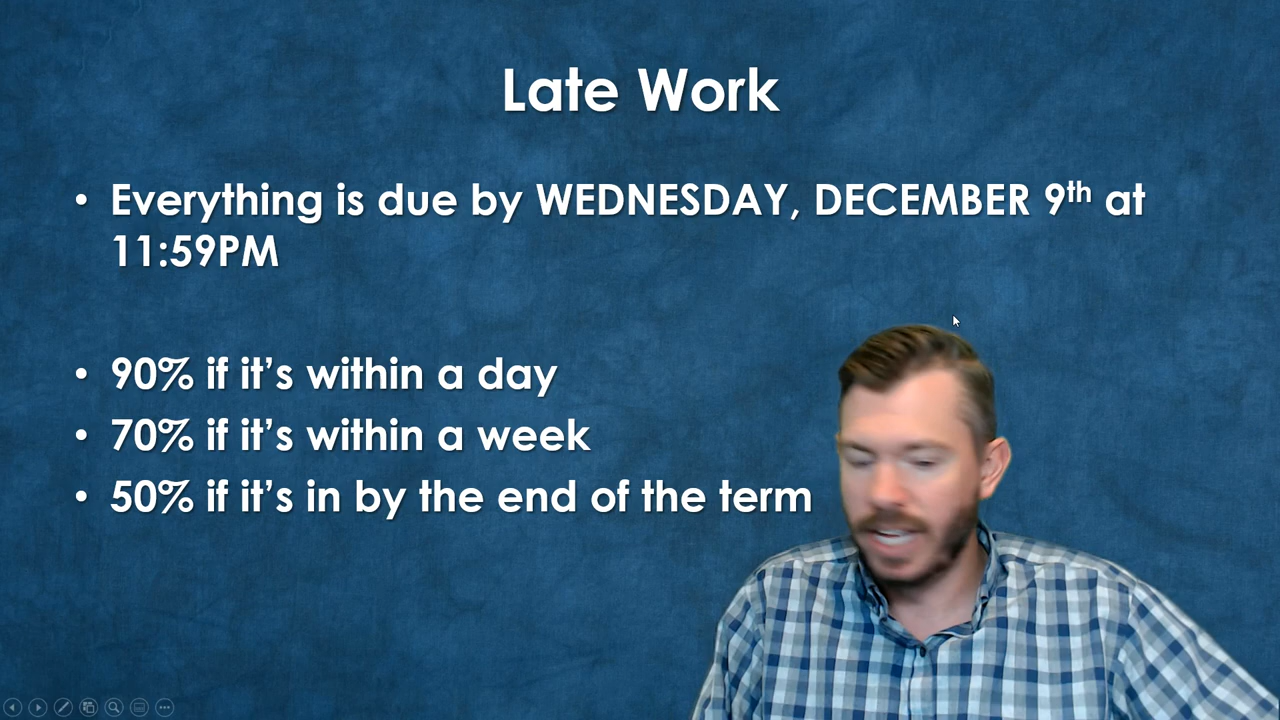 Late Work
• Everything is due by WEDNESDAY, DECEMBER 9th at
11:59PM
• 90% if it’s within a day
• 70% if it’s within a week
• 50% if it’s in by the end of the term